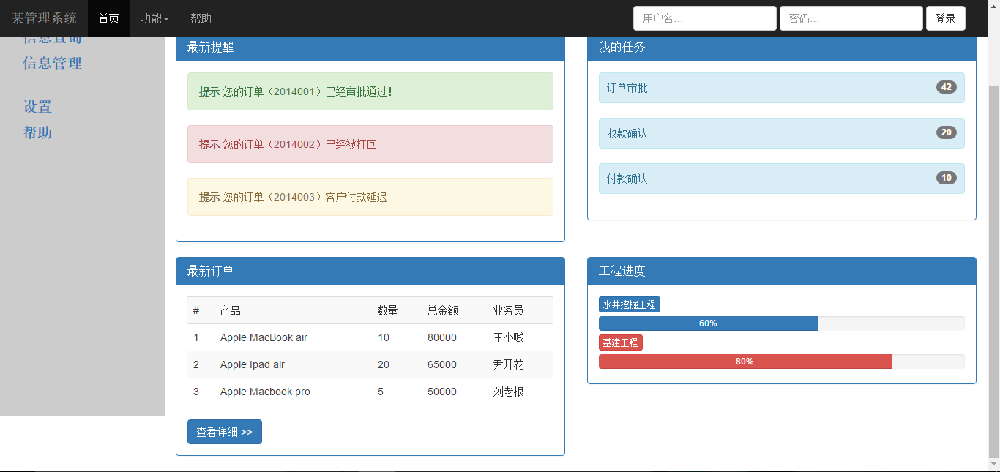 某管理系统 首页 功能 帮助 用户名... 密码... 登录
信息查询
信息管理
设置
帮助
最新提醒
提示 您的订单（2014001）已经审批通过！
提示 您的订单（2014002）已经被打回
提示 您的订单（2014003）客户付款延迟
我的任务
订单审批 42
收款确认 20
付款确认 10
最新订单
# 产品 数量 总金额 业务员
1 Apple MacBook air 10 80000 王小贱
2 Apple Ipad air 20 65000 尹开花
3 Apple Macbook pro 5 50000 刘老根
查看详细 >>
工程进度
水井挖掘工程
60%
基建工程
80%